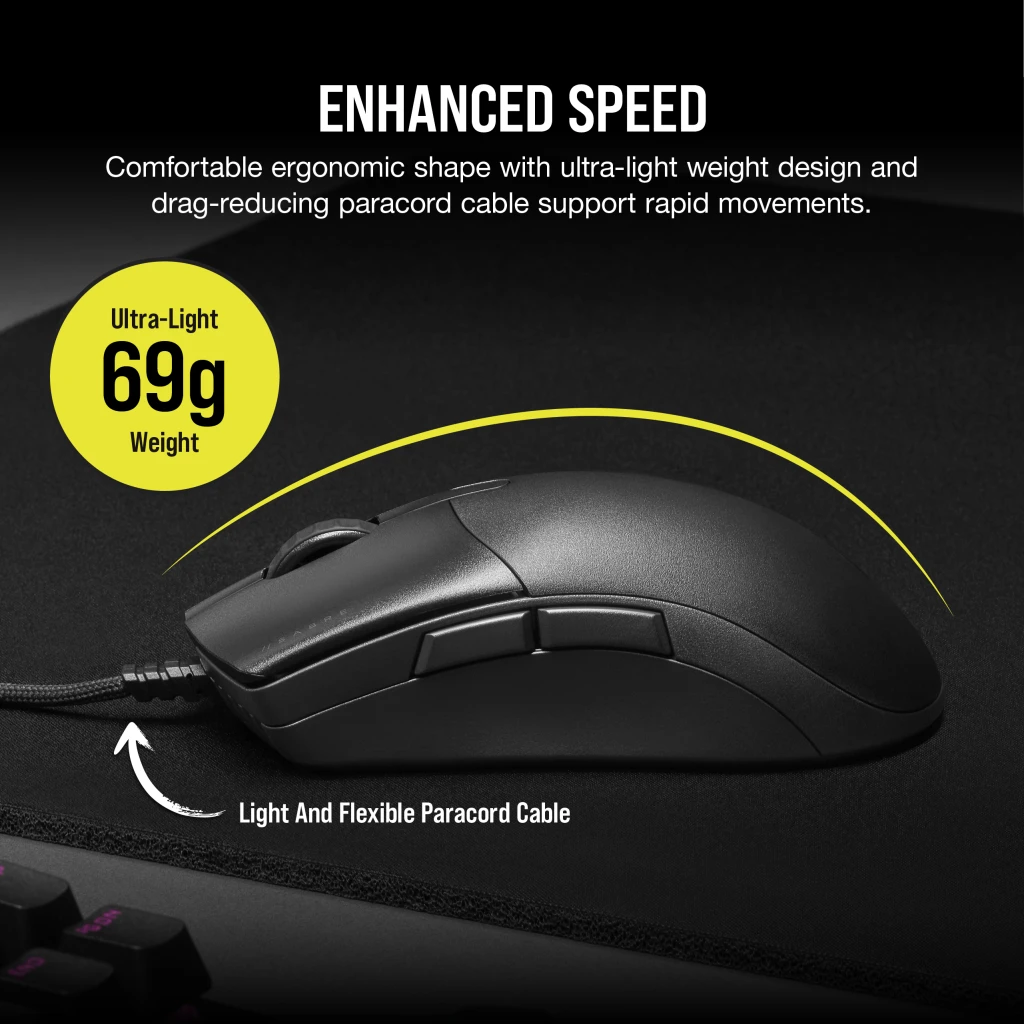 ENHANCED SPEED
Comfortable ergonomic shape with ultra-light weight design and
drag-reducing paracord cable support rapid movements.
Ultra-Light
69g
Weight
Light And Flexible Paracord Cable